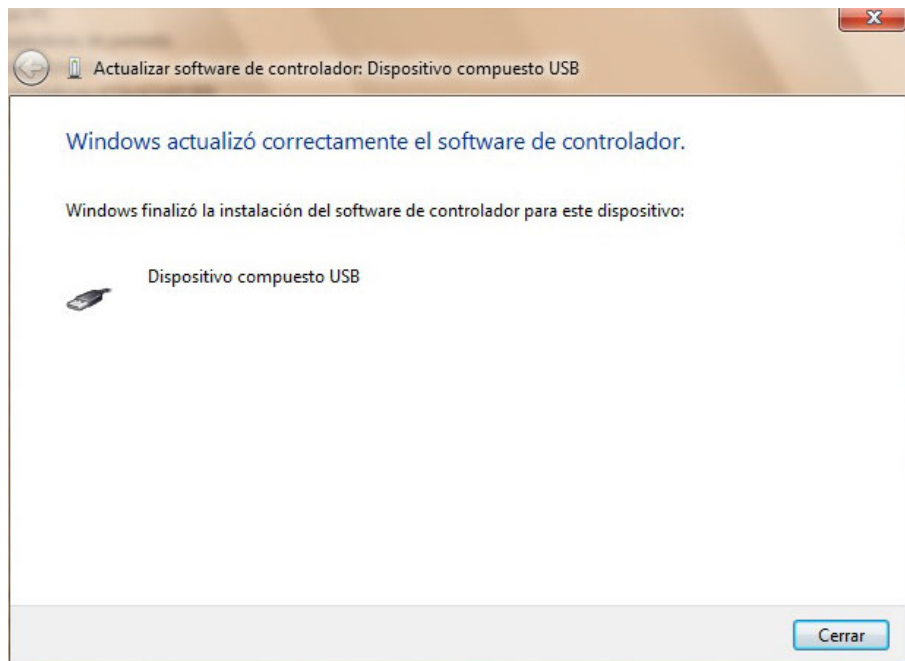 Actualizar software de controlador: Dispositivo compuesto USB
Windows actualizó correctamente el software de controlador.
Windows finalizó la instalación del software de controlador para este dispositivo:
Dispositivo compuesto USB
Cerrar